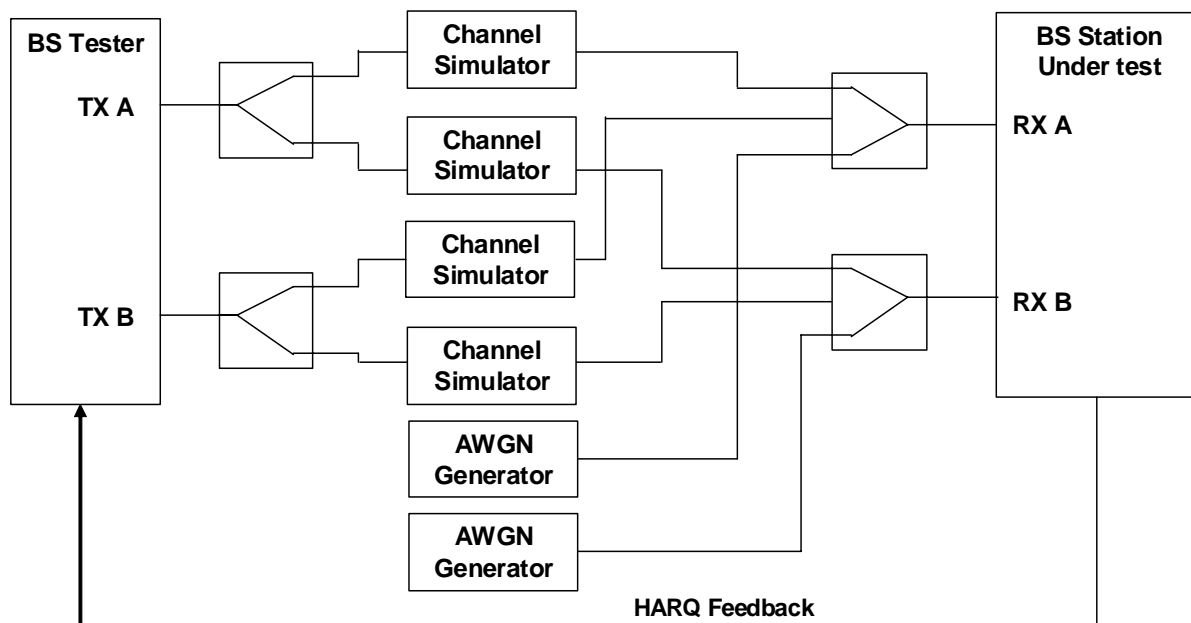 BS Tester
TX A
TX B
Channel
Simulator
Channel
Simulator
Channel
Simulator
Channel
Simulator
AWGN
Generator
AWGN
Generator
BS Station
Under test
RX A
RX B
HARQ Feedback